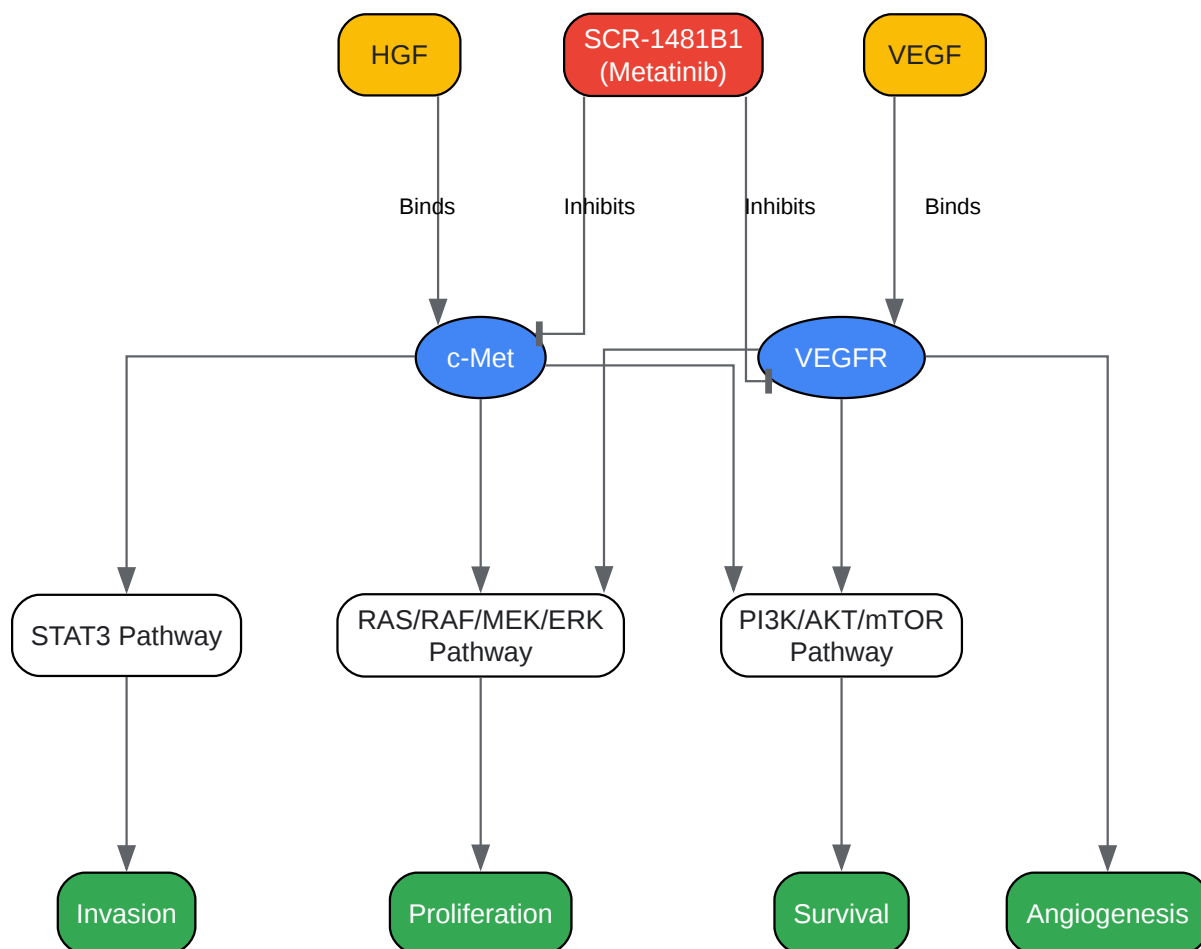 HGF
SCR-1481B1
(Metatinib)
VEGF
Binds
Inhibits
Inhibits
Binds
c-Met
VEGFR
STAT3 Pathway
RAS/RAF/MEK/ERK
Pathway
PI3K/AKT/mTOR
Pathway
Invasion
Proliferation
Survival
Angiogenesis